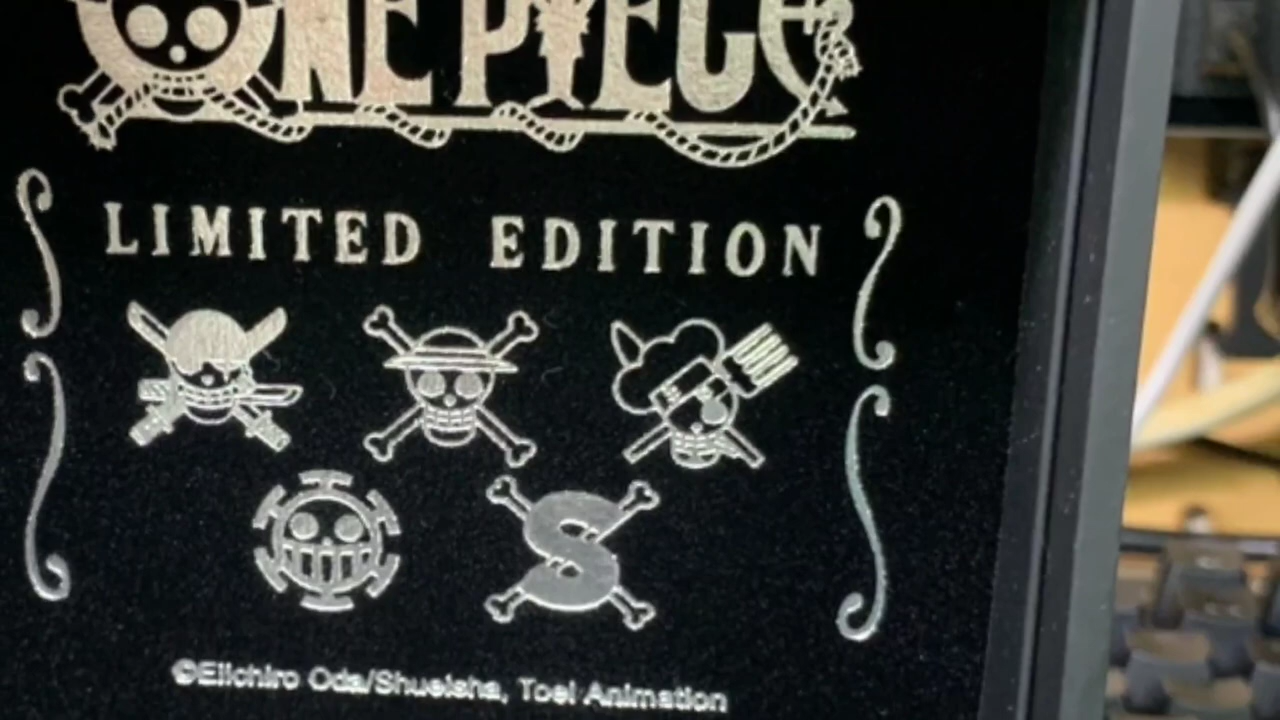 ONE PIECE
LIMITED EDITION
S
©Eiichiro Oda/Shueisha, Toei Animation